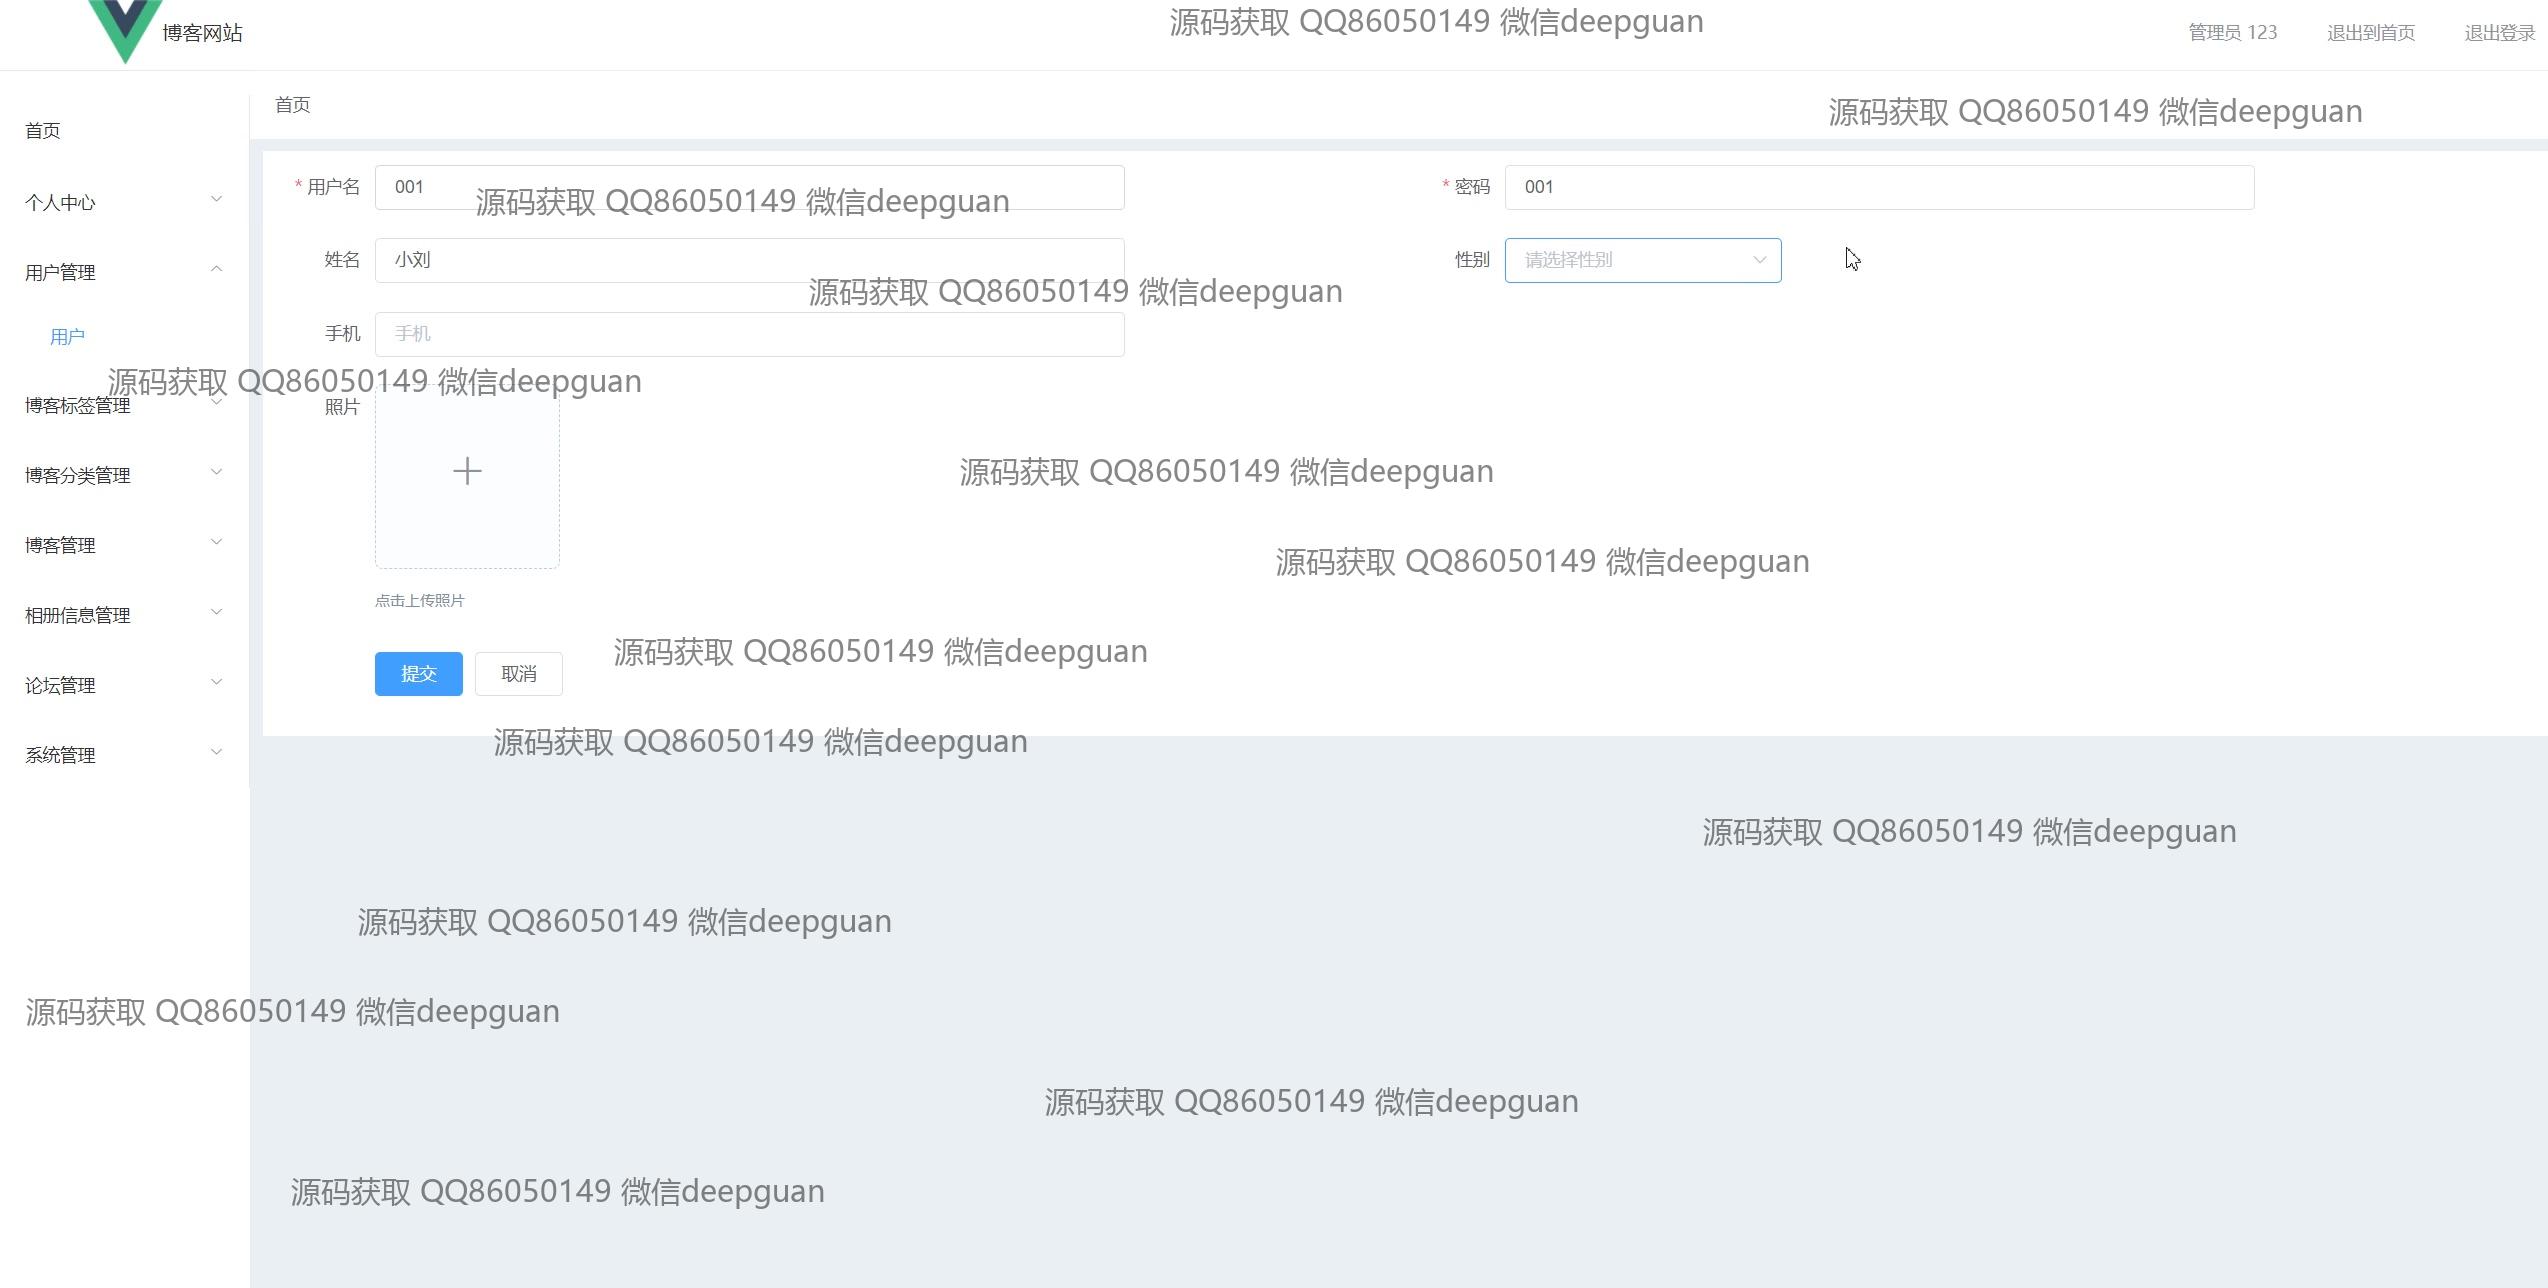 博客网站
源码获取 QQ86050149 微信deepguan
管理员 123
退出到首页
退出登录
首页
源码获取 QQ86050149 微信deepguan
首页
* 用户名
001
源码获取 QQ86050149 微信deepguan
* 密码
001
个人中心
姓名
小刘
性别
请选择性别
用户管理
源码获取 QQ86050149 微信deepguan
手机
手机
用户
源码获取 QQ86050149 微信deepguan
博客标签管理
照片
博客分类管理
源码获取 QQ86050149 微信deepguan
博客管理
源码获取 QQ86050149 微信deepguan
点击上传照片
相册信息管理
源码获取 QQ86050149 微信deepguan
提交
取消
论坛管理
源码获取 QQ86050149 微信deepguan
系统管理
源码获取 QQ86050149 微信deepguan
源码获取 QQ86050149 微信deepguan
源码获取 QQ86050149 微信deepguan
源码获取 QQ86050149 微信deepguan
源码获取 QQ86050149 微信deepguan